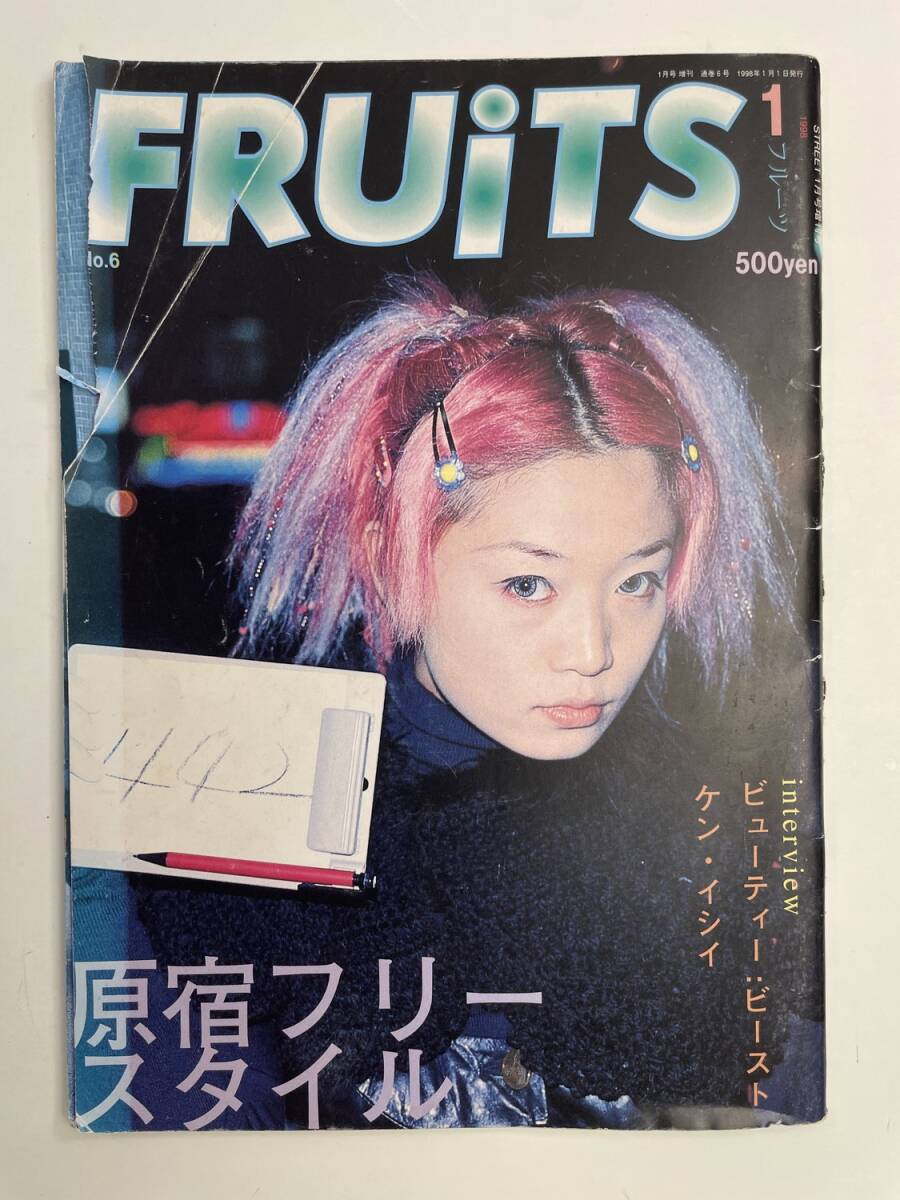 1月号 増刊 通巻6号 1998年1月1日発行
FRUiTS
1
1998
フルーツ
STREET 1月号増刊
No.6
500yen
442
interview
ビューティー:ビースト
ケン・イシイ
原宿フリー
スタイル